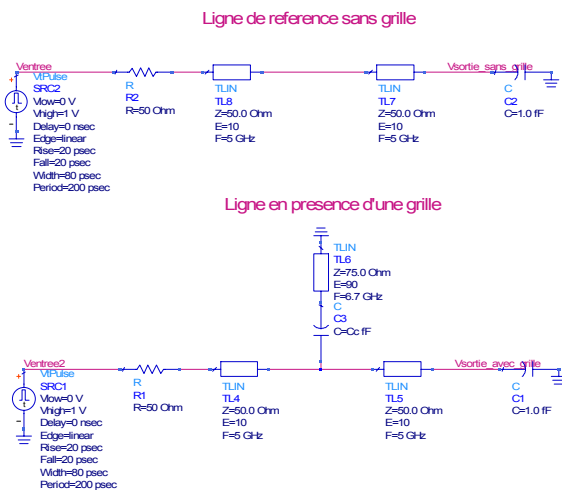 Ligne de reference sans grille
Ventree
VtPulse
SRC2
Vlow=0 V
Vhigh=1 V
Delay=0 nsec
Edge=linear
Rise=20 psec
Fall=20 psec
Width=80 psec
Period=200 psec
R
R2
R=50 Ohm
TLIN
TL8
Z=50.0 Ohm
E=10
F=5 GHz
TLIN
TL7
Z=50.0 Ohm
E=10
F=5 GHz
Vsortie_sans_grille
C
C2
C=1.0 fF
Ligne en presence d'une grille
TLIN
TL6
Z=75.0 Ohm
E=90
F=6.7 GHz
C
C3
C=Cc fF
Ventree2
VtPulse
SRC1
Vlow=0 V
Vhigh=1 V
Delay=0 nsec
Edge=linear
Rise=20 psec
Fall=20 psec
Width=80 psec
Period=200 psec
R
R1
R=50 Ohm
TLIN
TL4
Z=50.0 Ohm
E=10
F=5 GHz
TLIN
TL5
Z=50.0 Ohm
E=10
F=5 GHz
Vsortie_avec_grille
C
C1
C=1.0 fF